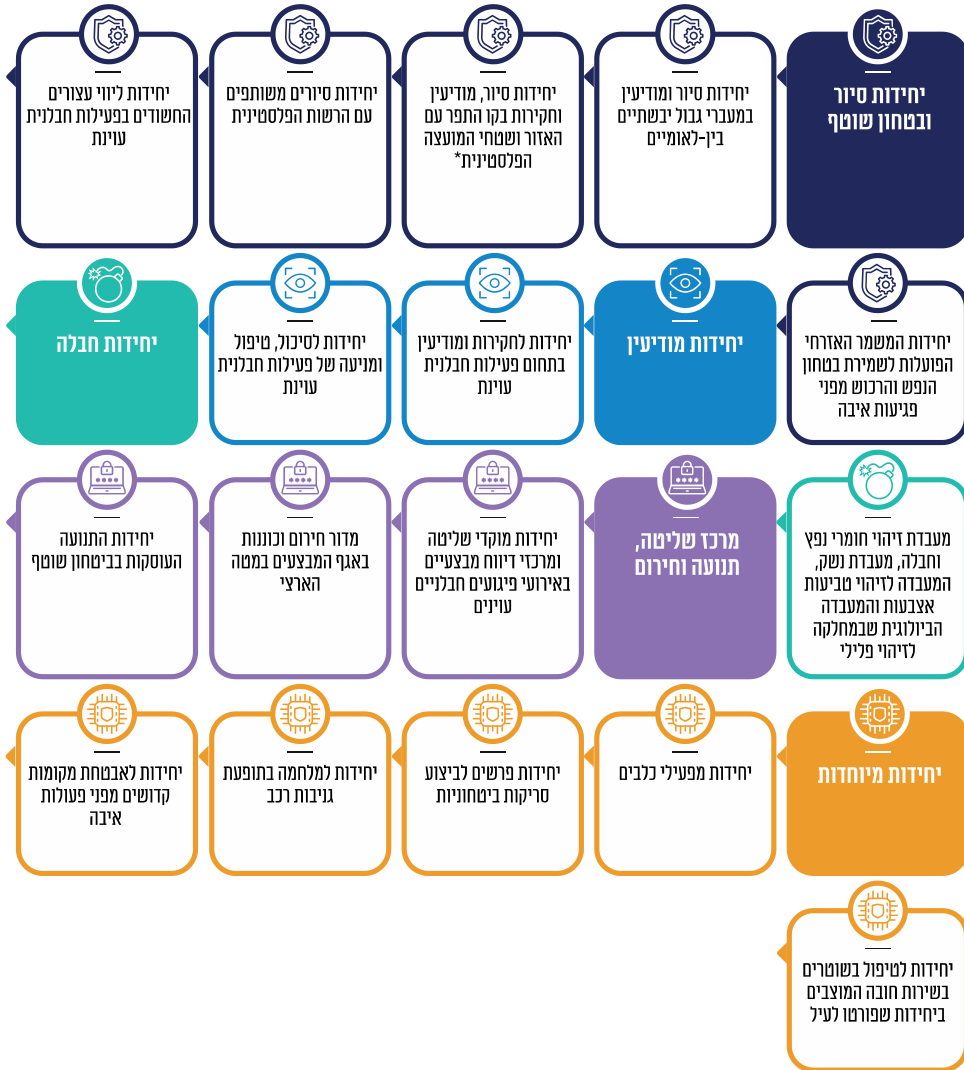 יחידות סיור
ובטחון שוטף
יחידות סיור ומודיעין
במעברי גבול יבשתיים
בין-לאומיים
יחידות סיור, מודיעין
וחקירות בקו התפר עם
האזור ושטחי המועצה
הפלסטינית*
יחידות סיורים משותפים
עם הרשות הפלסטינית
יחידות ליווי עצורים
החשודים בפעילות חבלנית
עוינת
יחידות המשמר האזרחי
הפועלות לשמירת בטחון
הנפש והרכוש מפני
פגיעות איבה
יחידות מודיעין
יחידות לחקירות ומודיעין
בתחום פעילות חבלנית
עוינת
יחידות לסיכול, טיפול
ומניעה של פעילות חבלנית
עוינת
יחידות חבלה
מעבדת זיהוי חומרי נפץ
וחבלה, מעבדת נשק,
המעבדה לזיהוי טביעות
אצבעות והמעבדה
הביולוגית שבמחלקה
לזיהוי פלילי
מרכז שליטה,
תנועה וחירום
יחידות מוקדי שליטה
ומרכזי דיווח מבצעיים
באירועי פיגועים חבלניים
עוינים
מדור חירום וכוננות
באגף המבצעים במטה
הארצי
יחידות התנועה
העוסקות בביטחון שוטף
יחידות מיוחדות
יחידות מפעילי כלבים
יחידות פרשים לביצוע
סריקות ביטחוניות
יחידות למלחמה בתופעת
גניבות רכב
יחידות לאבטחת מקומות
קדושים מפני פעולות
איבה
יחידות לטיפול בשוטרים
בשירות חובה המוצבים
ביחידות שפורטו לעיל